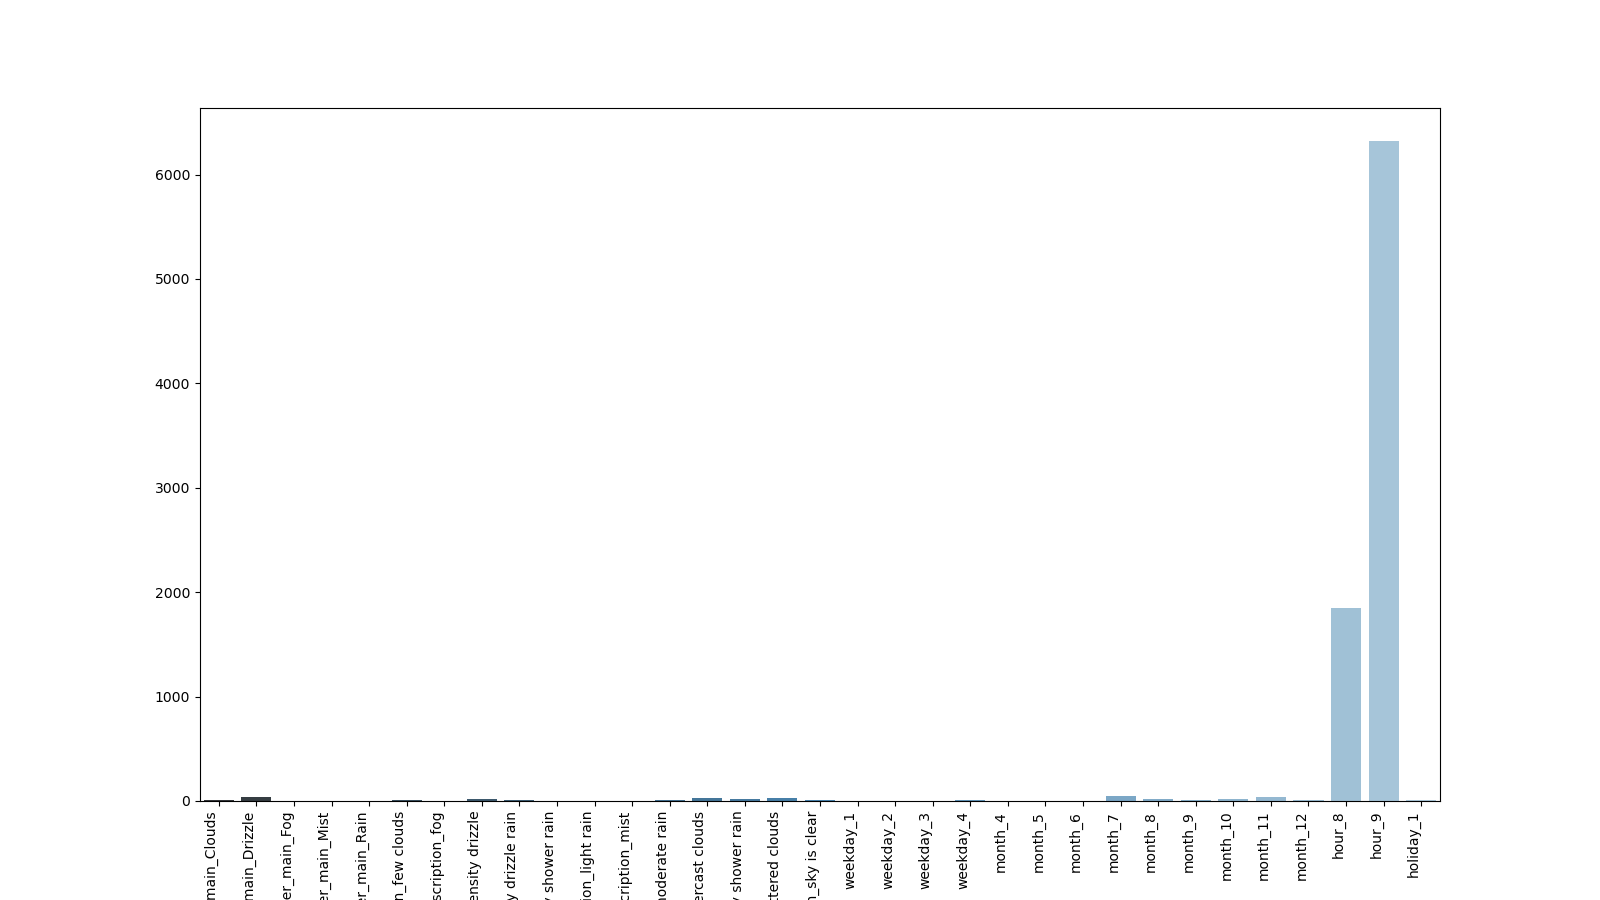 6000
5000
4000
3000
2000
1000
0
main_Clouds
main_Drizzle
er_main_Fog
er_main_Mist
er_main_Rain
n_few clouds
scription_fog
ensity drizzle
y drizzle rain
shower rain
ion_light rain
cription_mist
moderate rain
ercast clouds
y shower rain
ttered clouds
n_sky is clear
weekday_1
weekday_2
weekday_3
weekday_4
month_4
month_5
month_6
month_7
month_8
month_9
month_10
month_11
month_12
hour_8
hour_9
holiday_1